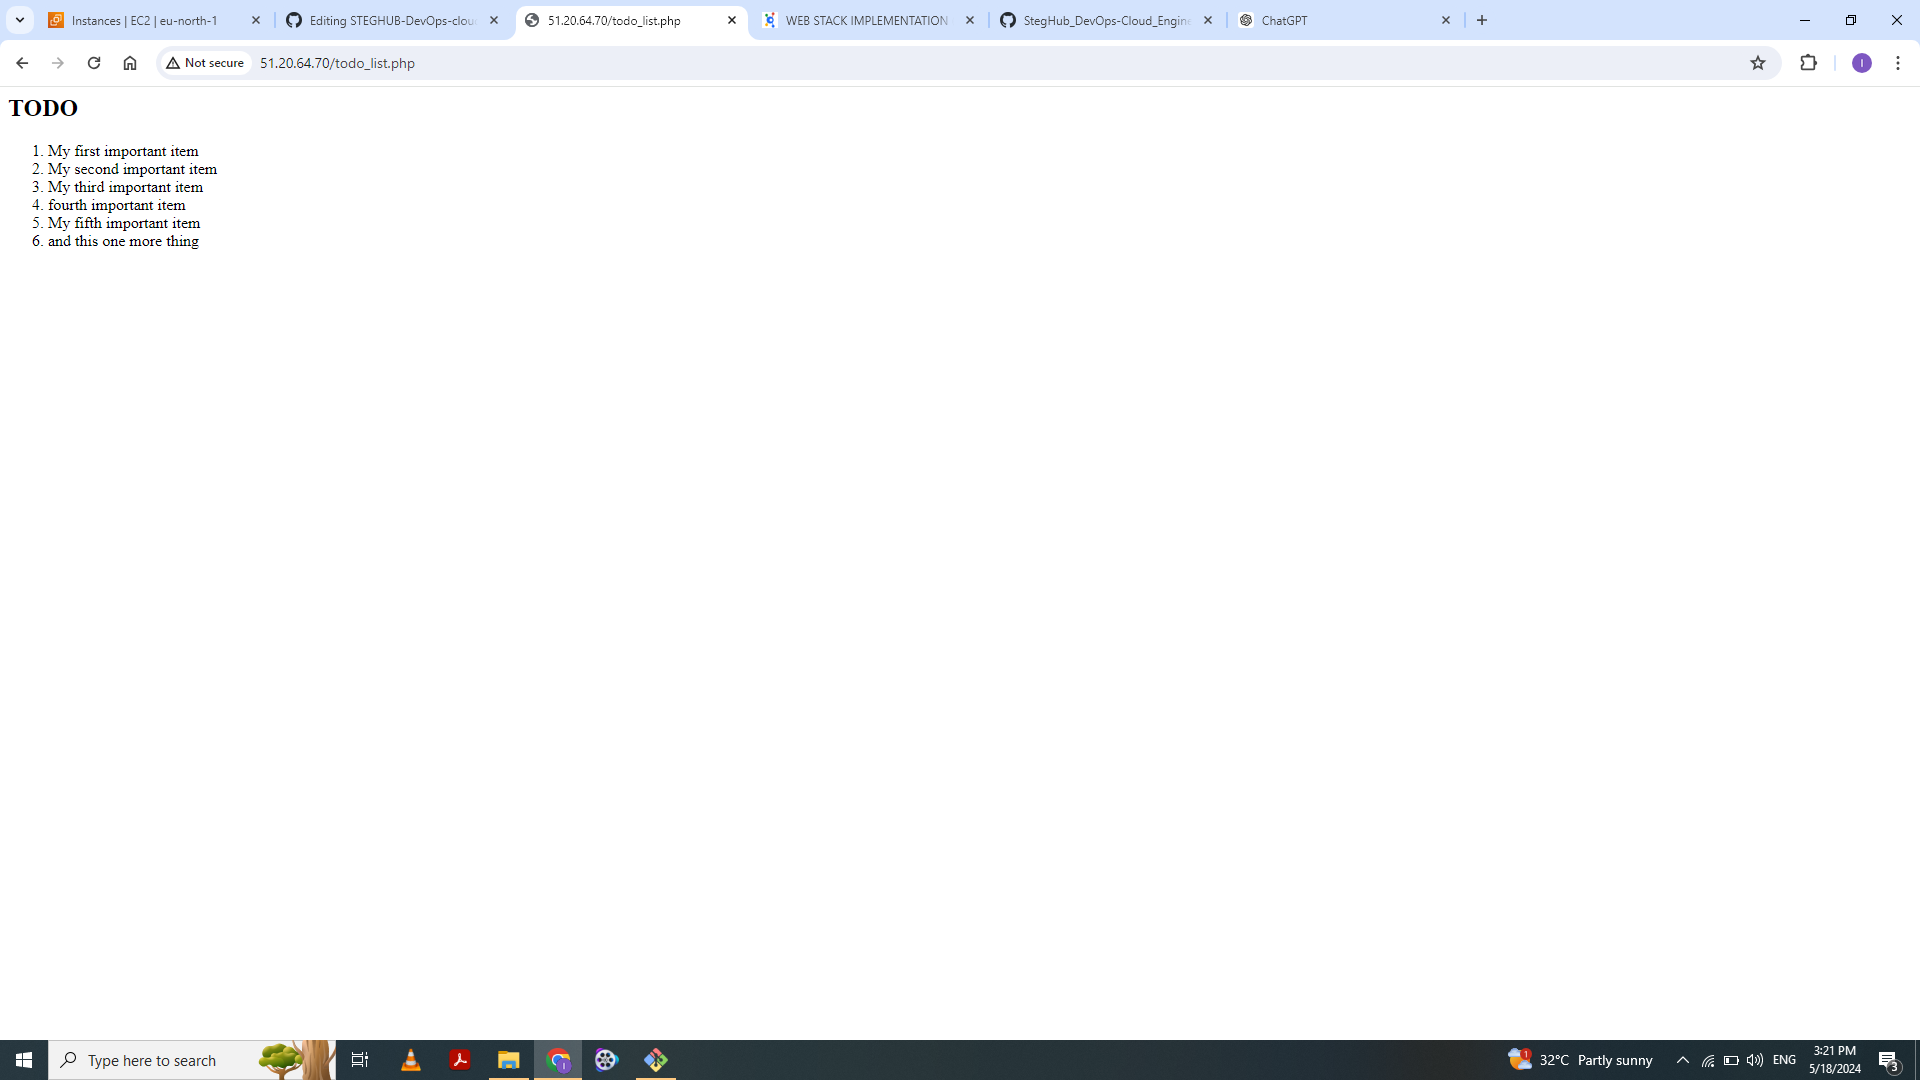 Instances | EC2 | eu-north-1
Editing STEGHUB-DevOps-clou
51.20.64.70/todo_list.php
WEB STACK IMPLEMENTATION
StegHub_DevOps-Cloud_Engine
ChatGPT
Not secure
51.20.64.70/todo_list.php
I
TODO
1. My first important item
2. My second important item
3. My third important item
4. fourth important item
5. My fifth important item
6. and this one more thing
Type here to search
1
32°C Partly sunny
ENG
3:21 PM
5/18/2024
3